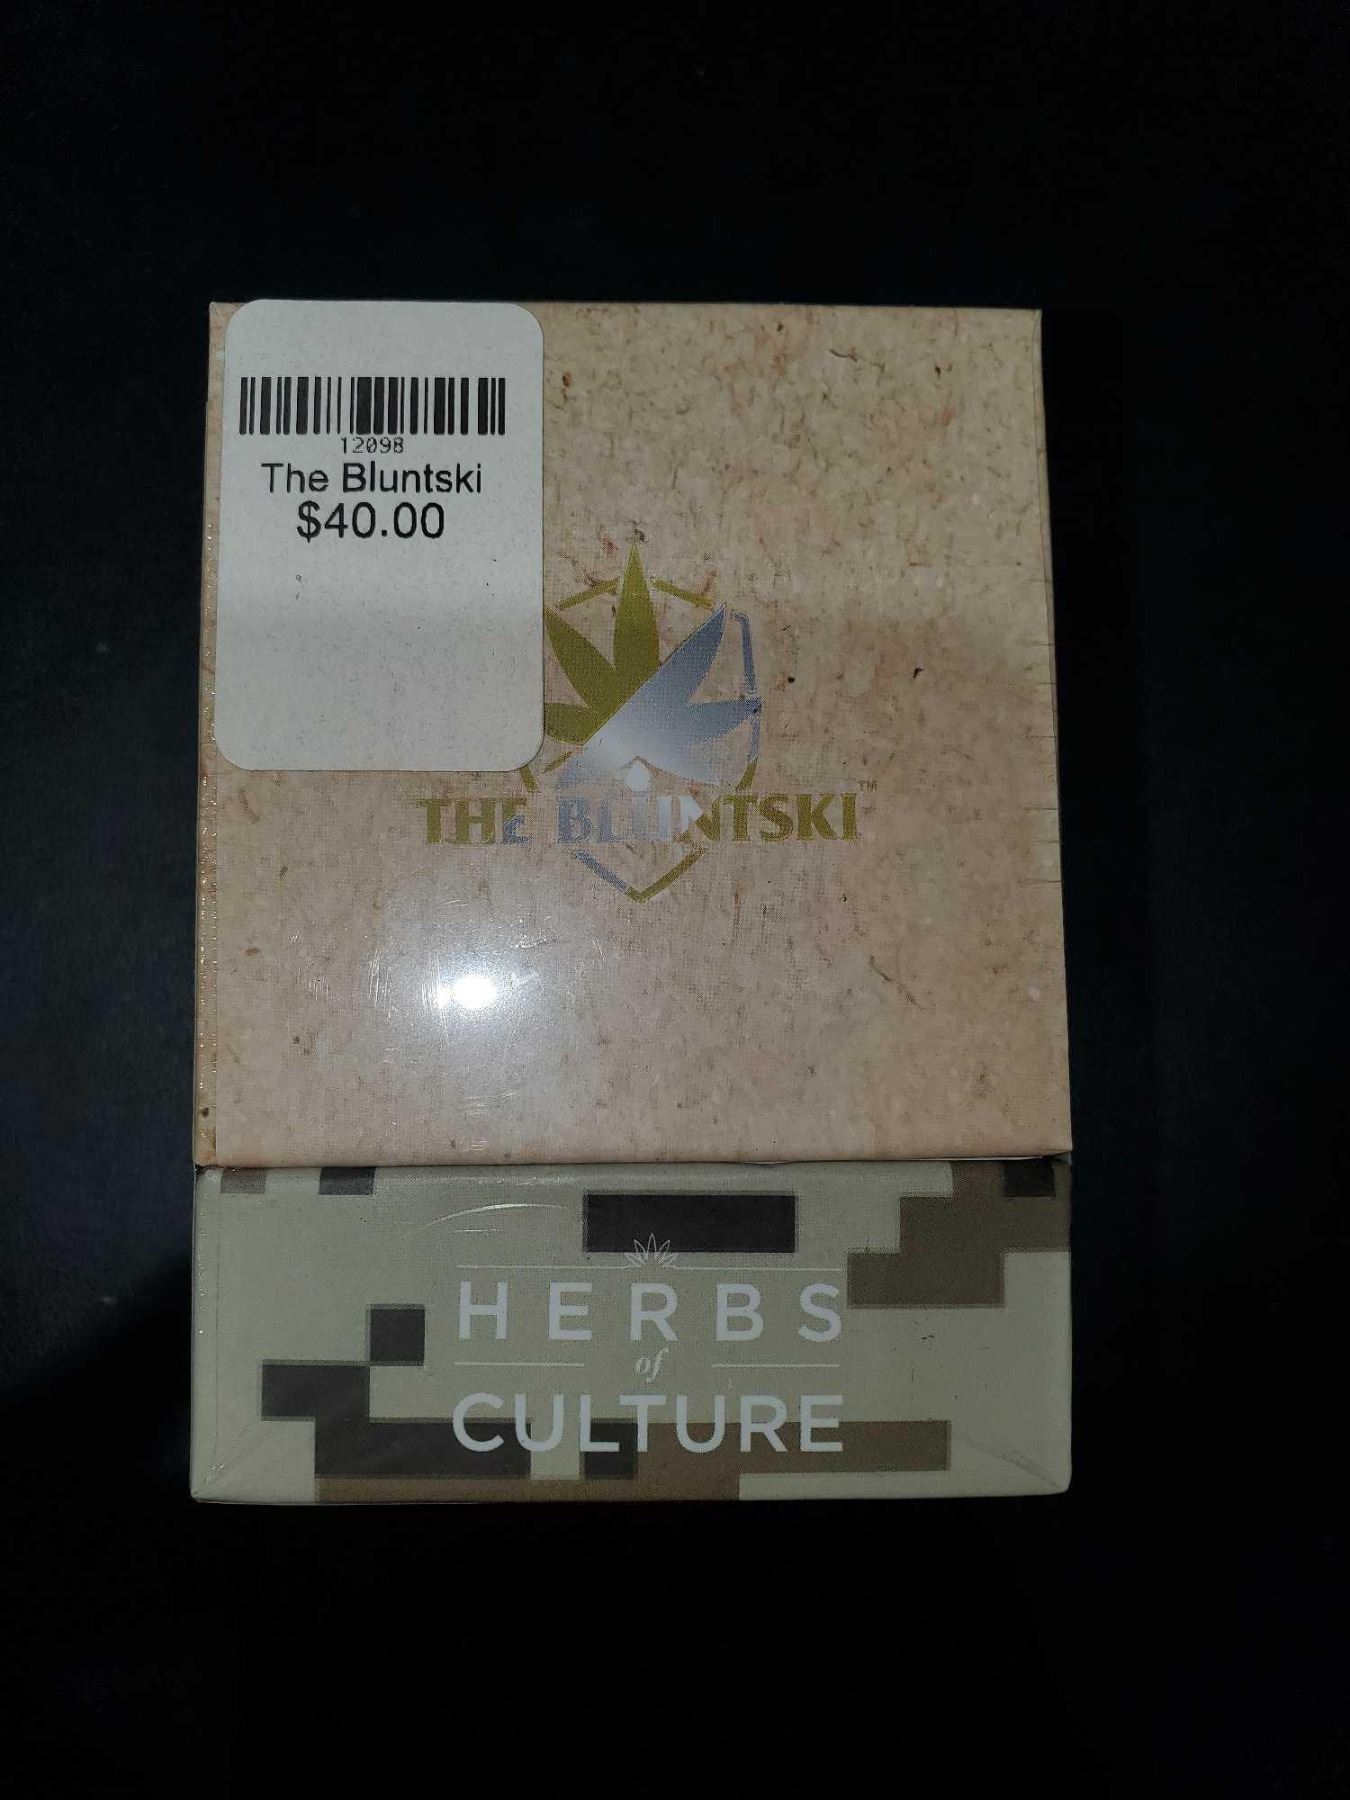 12098
The Bluntski
$40.00
THE BLUNTSKI™
HERBS
of
CULTURE